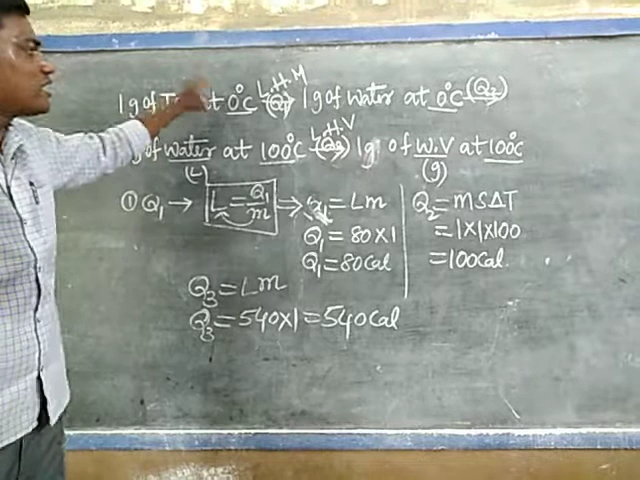 1g of at 0°C L.H.M (Q1) 1g of water at 0°C (Q2)
of water at 100°C L.H.V (Q3) 1g of W.V at 100°C
(L) (g)
① Q1 → L = Q1/m ⇒ Q1 = Lm
Q1 = 80×1
Q1 = 80Cal
Q2 = mSΔT
= 1×1×100
= 100Cal.
Q3 = Lm
Q3 = 540×1 = 540Cal